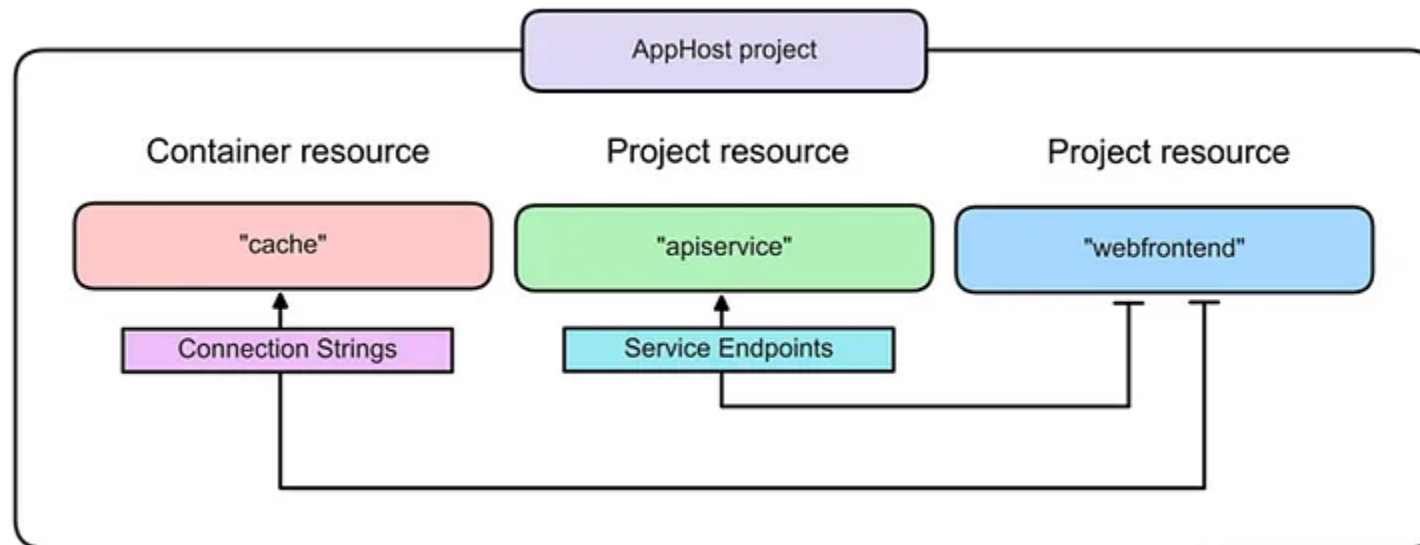 AppHost project
Container resource
Project resource
Project resource
"cache"
"apiservice"
"webfrontend"
Connection Strings
Service Endpoints